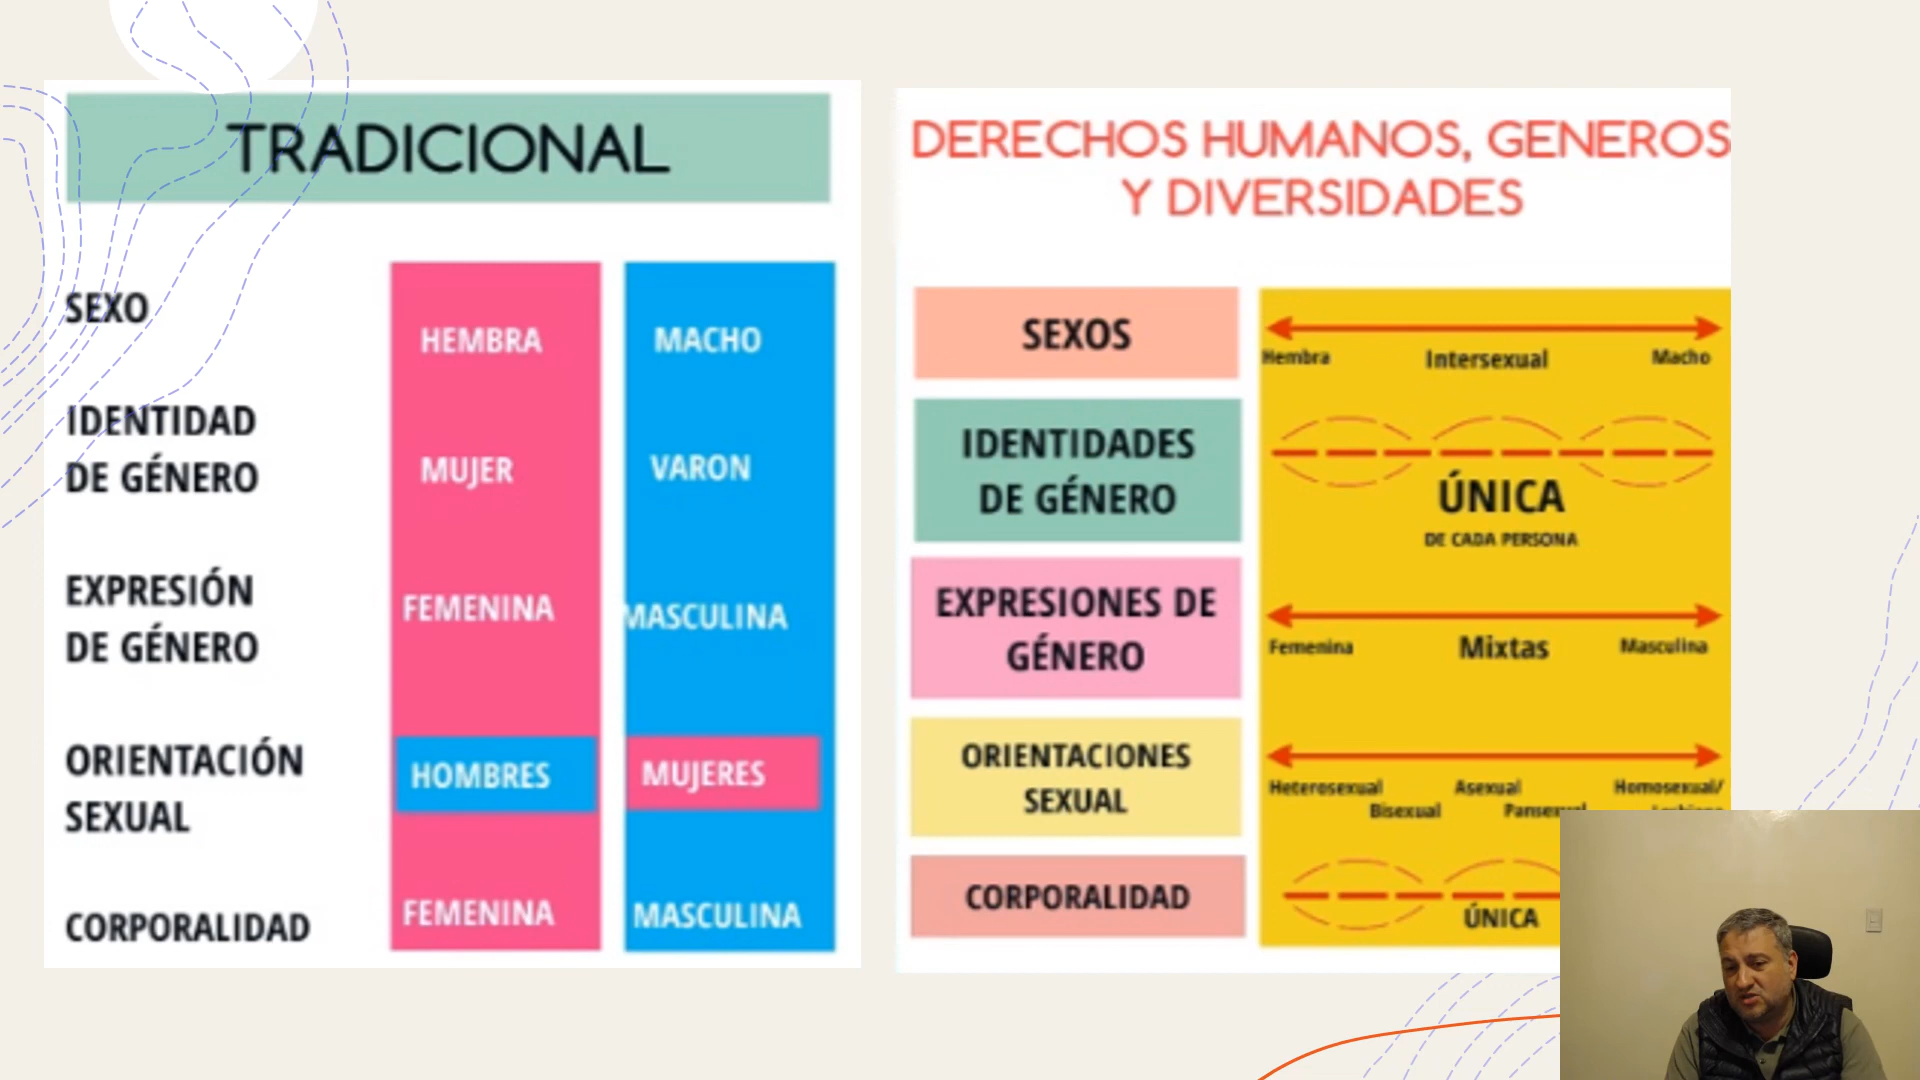 TRADICIONAL
SEXO
HEMBRA
MACHO
IDENTIDAD
DE GÉNERO
MUJER
VARON
EXPRESIÓN
DE GÉNERO
FEMENINA
MASCULINA
ORIENTACIÓN
SEXUAL
HOMBRES
MUJERES
CORPORALIDAD
FEMENINA
MASCULINA
DERECHOS HUMANOS, GENEROS
Y DIVERSIDADES
SEXOS
Hembra
Intersexual
Macho
IDENTIDADES
DE GÉNERO
ÚNICA
DE CADA PERSONA
EXPRESIONES DE
GÉNERO
Femenina
Mixtas
Masculina
ORIENTACIONES
SEXUAL
Heterosexual
Asexual
Homosexual/
Bisexual
CORPORALIDAD
ÚNICA